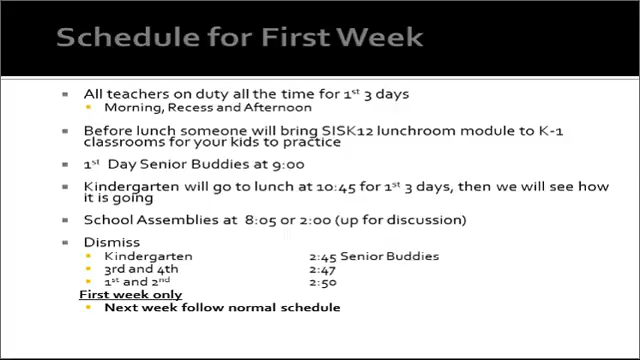 Schedule for First Week
All teachers on duty all the time for 1st 3 days
Morning, Recess and Afternoon
Before lunch someone will bring SISK12 lunchroom module to K-1
classrooms for your kids to practice
1st Day Senior Buddies at 9:00
Kindergarten will go to lunch at 10:45 for 1st 3 days, then we will see how
it is going
School Assemblies at 8:05 or 2:00 (up for discussion)
Dismiss
Kindergarten 2:45 Senior Buddies
3rd and 4th 2:47
1st and 2nd 2:50
First week only
Next week follow normal schedule